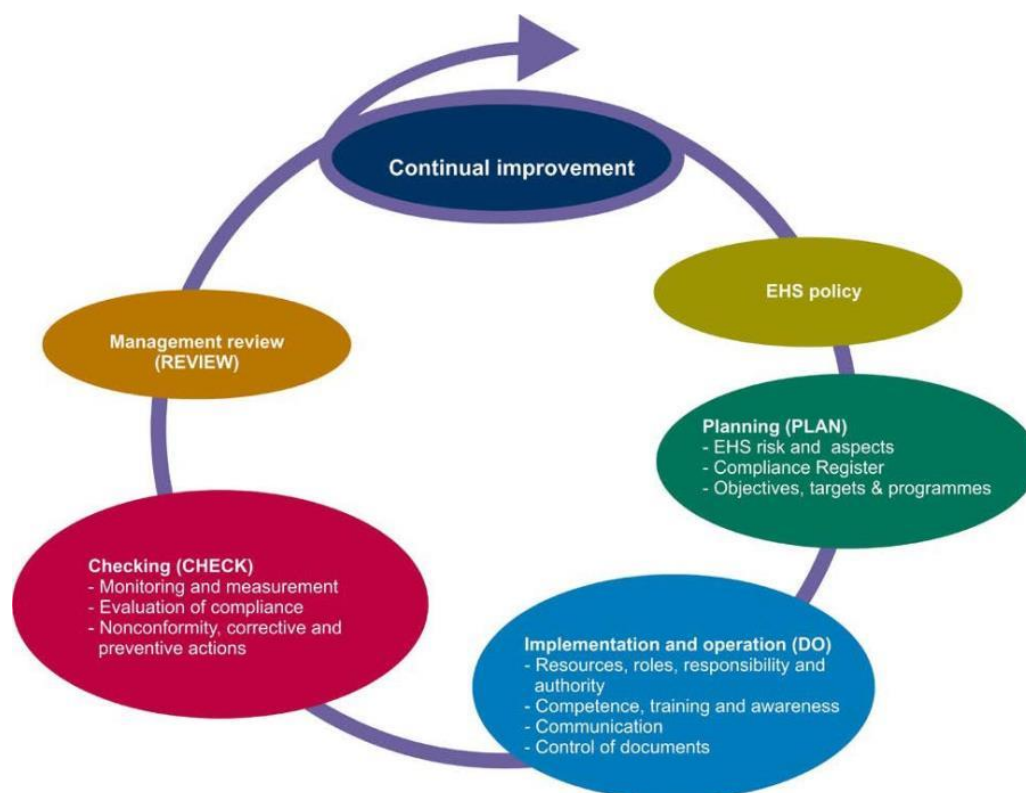 Continual improvement
EHS policy
Planning (PLAN)
- EHS risk and aspects
- Compliance Register
- Objectives, targets & programmes
Implementation and operation (DO)
- Resources, roles, responsibility and
authority
- Competence, training and awareness
- Communication
- Control of documents
Checking (CHECK)
- Monitoring and measurement
- Evaluation of compliance
- Nonconformity, corrective and
preventive actions
Management review
(REVIEW)